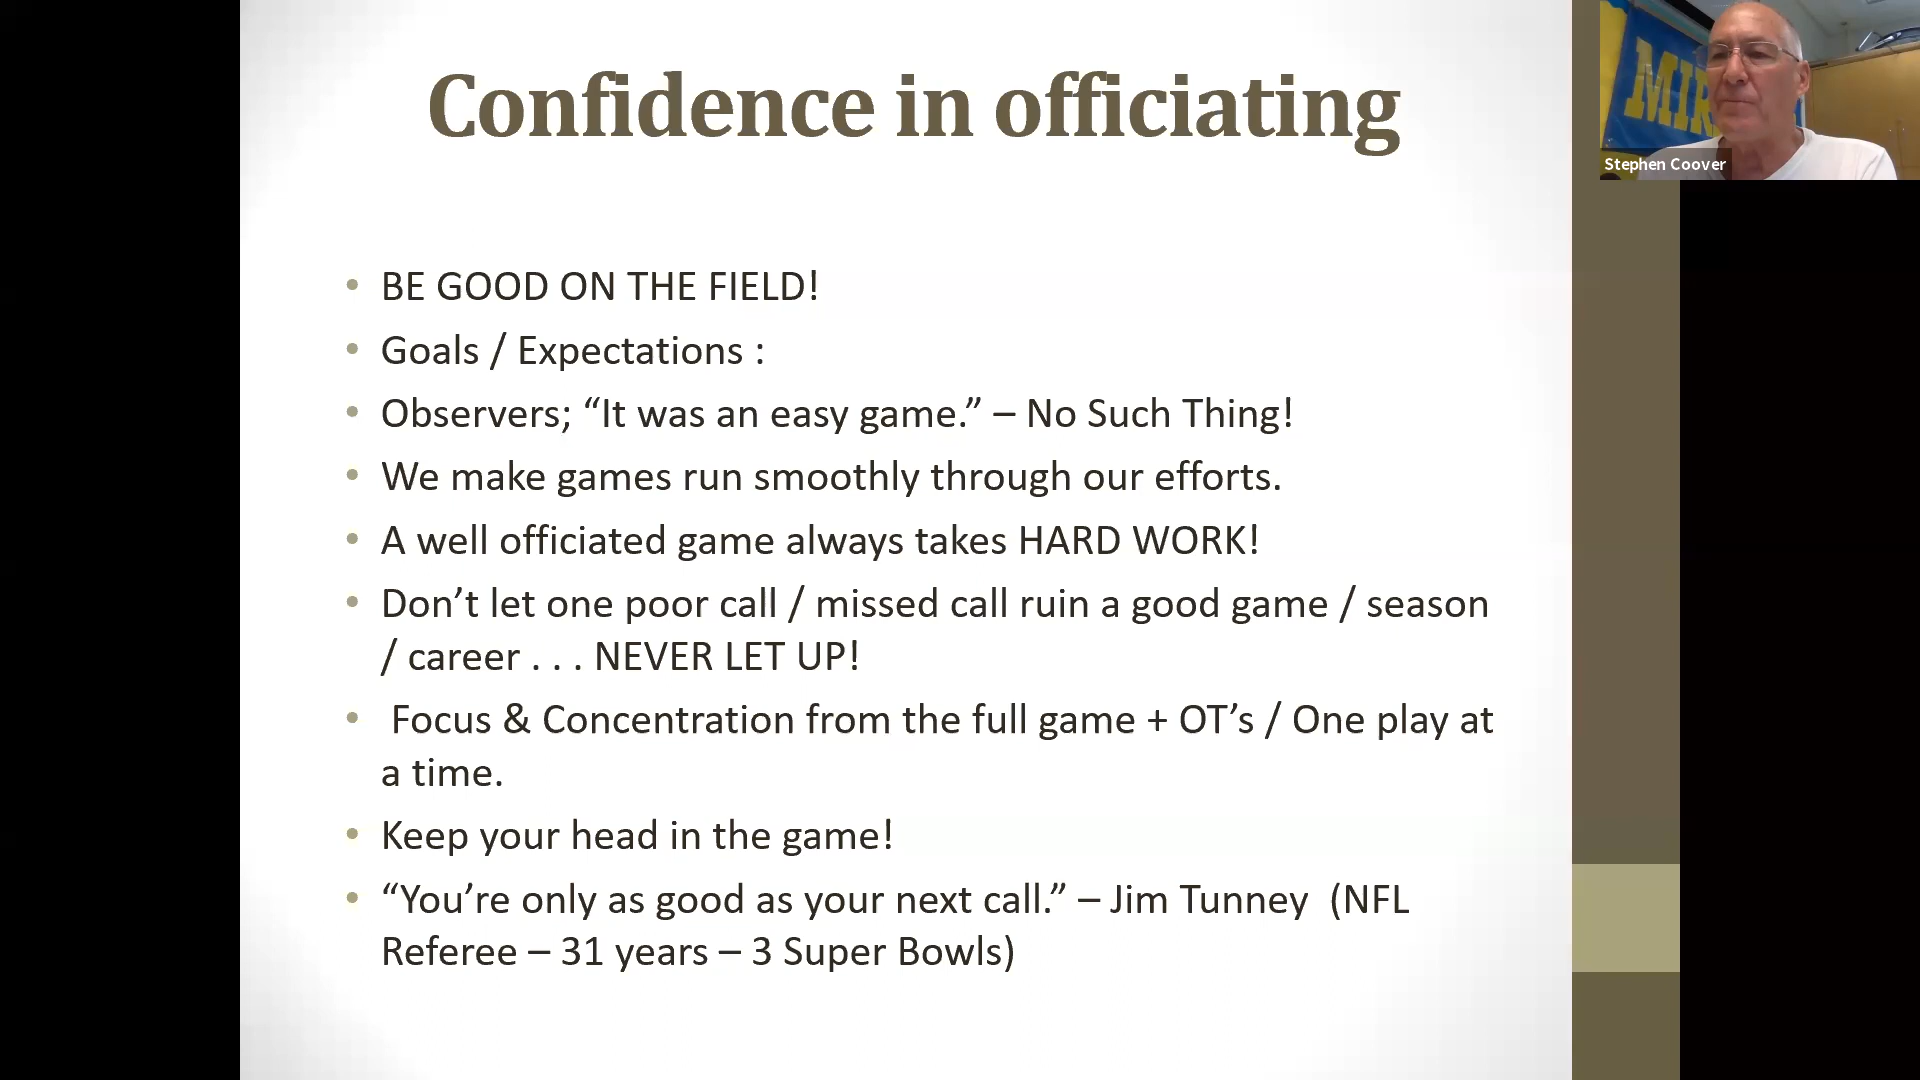 Confidence in officiating
• BE GOOD ON THE FIELD!
• Goals / Expectations :
• Observers; “It was an easy game.” – No Such Thing!
• We make games run smoothly through our efforts.
• A well officiated game always takes HARD WORK!
• Don’t let one poor call / missed call ruin a good game / season
/ career . . . NEVER LET UP!
• Focus & Concentration from the full game + OT’s / One play at
a time.
• Keep your head in the game!
• “You’re only as good as your next call.” – Jim Tunney (NFL
Referee – 31 years – 3 Super Bowls)
MIR
Stephen Coover